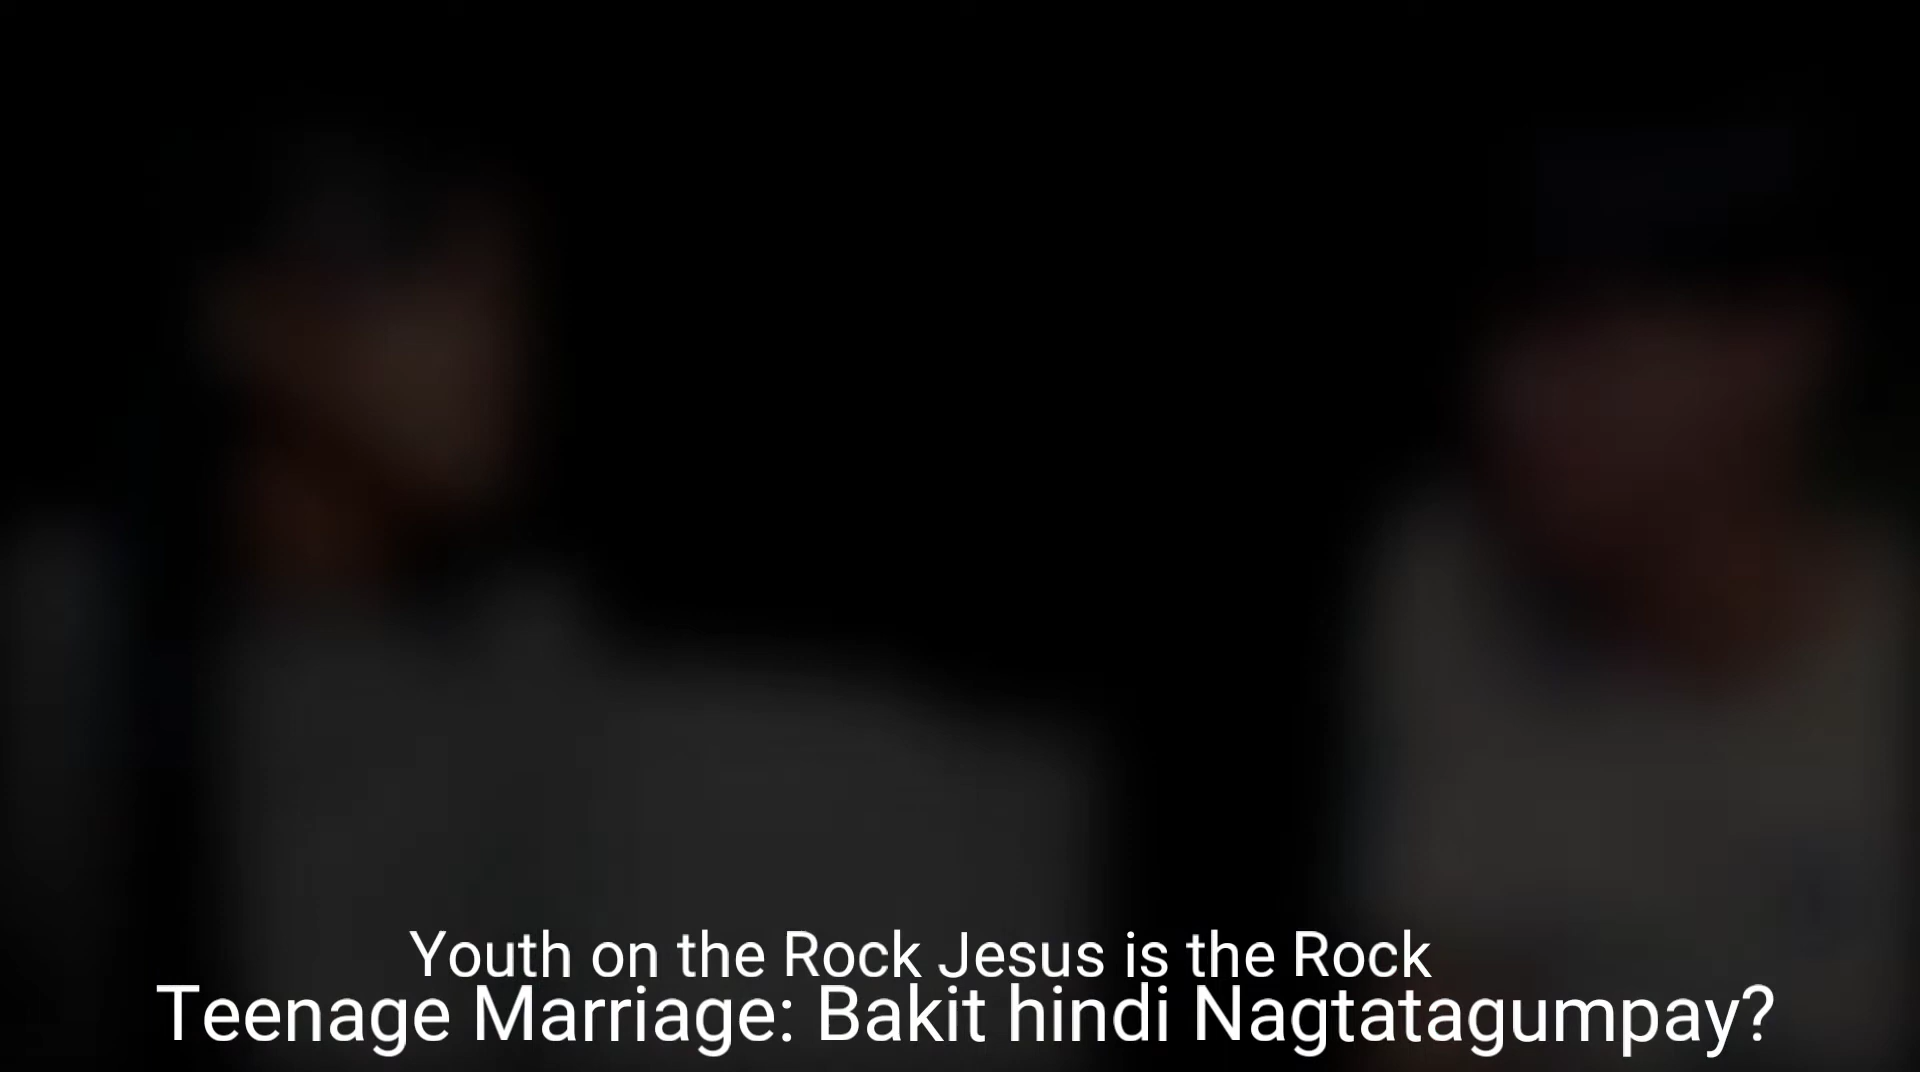 Youth on the Rock Jesus is the Rock
Teenage Marriage: Bakit hindi Nagtatagumpay?